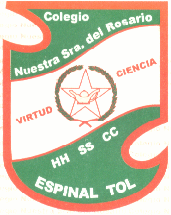 Colegio
Nuestra Sra. del Rosario
VIRTUD CIENCIA
HH SS CC
ESPINAL TOL